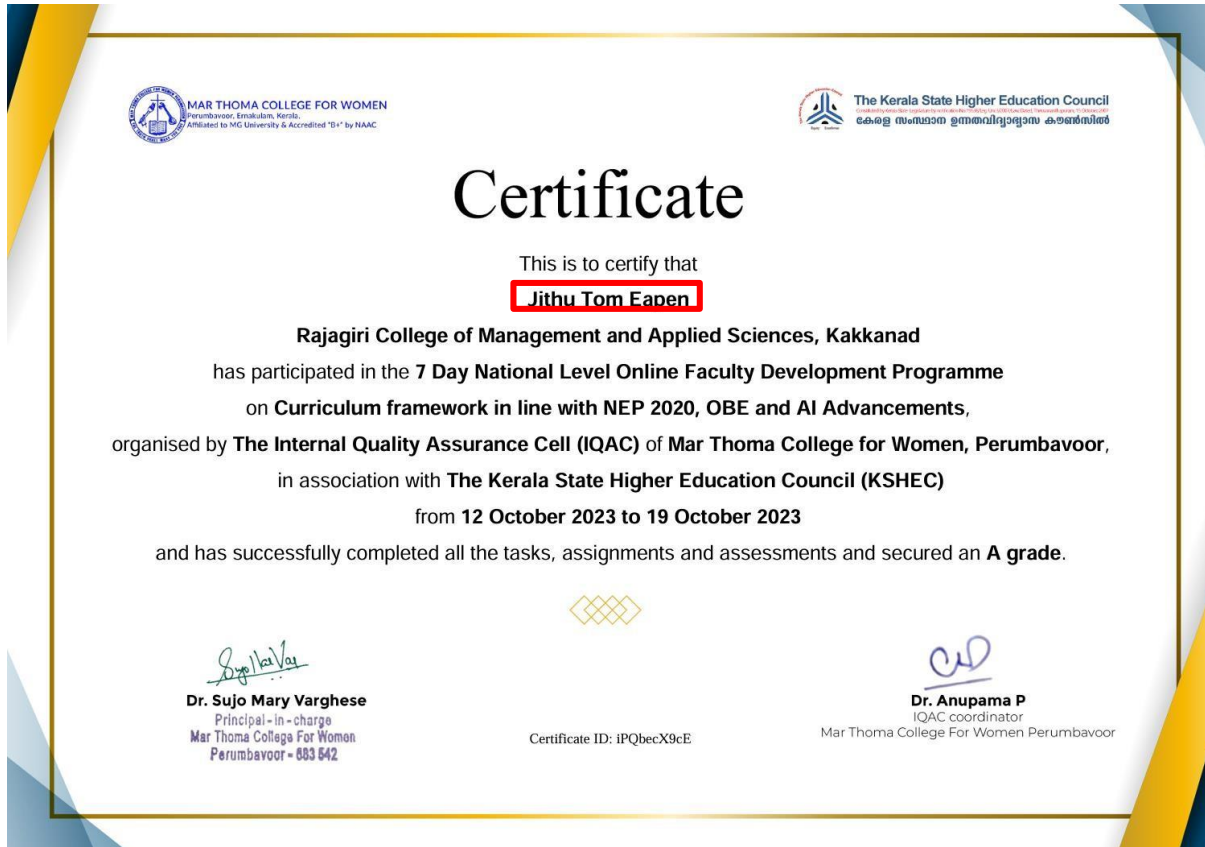 MAR THOMA COLLEGE FOR WOMEN
Perumbavoor, Ernakulam, Kerala.
Affiliated to MG University & Accredited "B+" by NAAC
The Kerala State Higher Education Council
കേരള സംസ്ഥാന ഉന്നതവിദ്യാഭ്യാസ കൗൺസിൽ
Certificate
This is to certify that
Jithu Tom Eapen
Rajagiri College of Management and Applied Sciences, Kakkanad
has participated in the 7 Day National Level Online Faculty Development Programme
on Curriculum framework in line with NEP 2020, OBE and AI Advancements,
organised by The Internal Quality Assurance Cell (IQAC) of Mar Thoma College for Women, Perumbavoor,
in association with The Kerala State Higher Education Council (KSHEC)
from 12 October 2023 to 19 October 2023
and has successfully completed all the tasks, assignments and assessments and secured an A grade.
Dr. Sujo Mary Varghese
Principal-in-charge
Mar Thoma College For Women
Perumbavoor - 683 542
Certificate ID: iPQbecX9cE
Dr. Anupama P
IQAC coordinator
Mar Thoma College For Women Perumbavoor